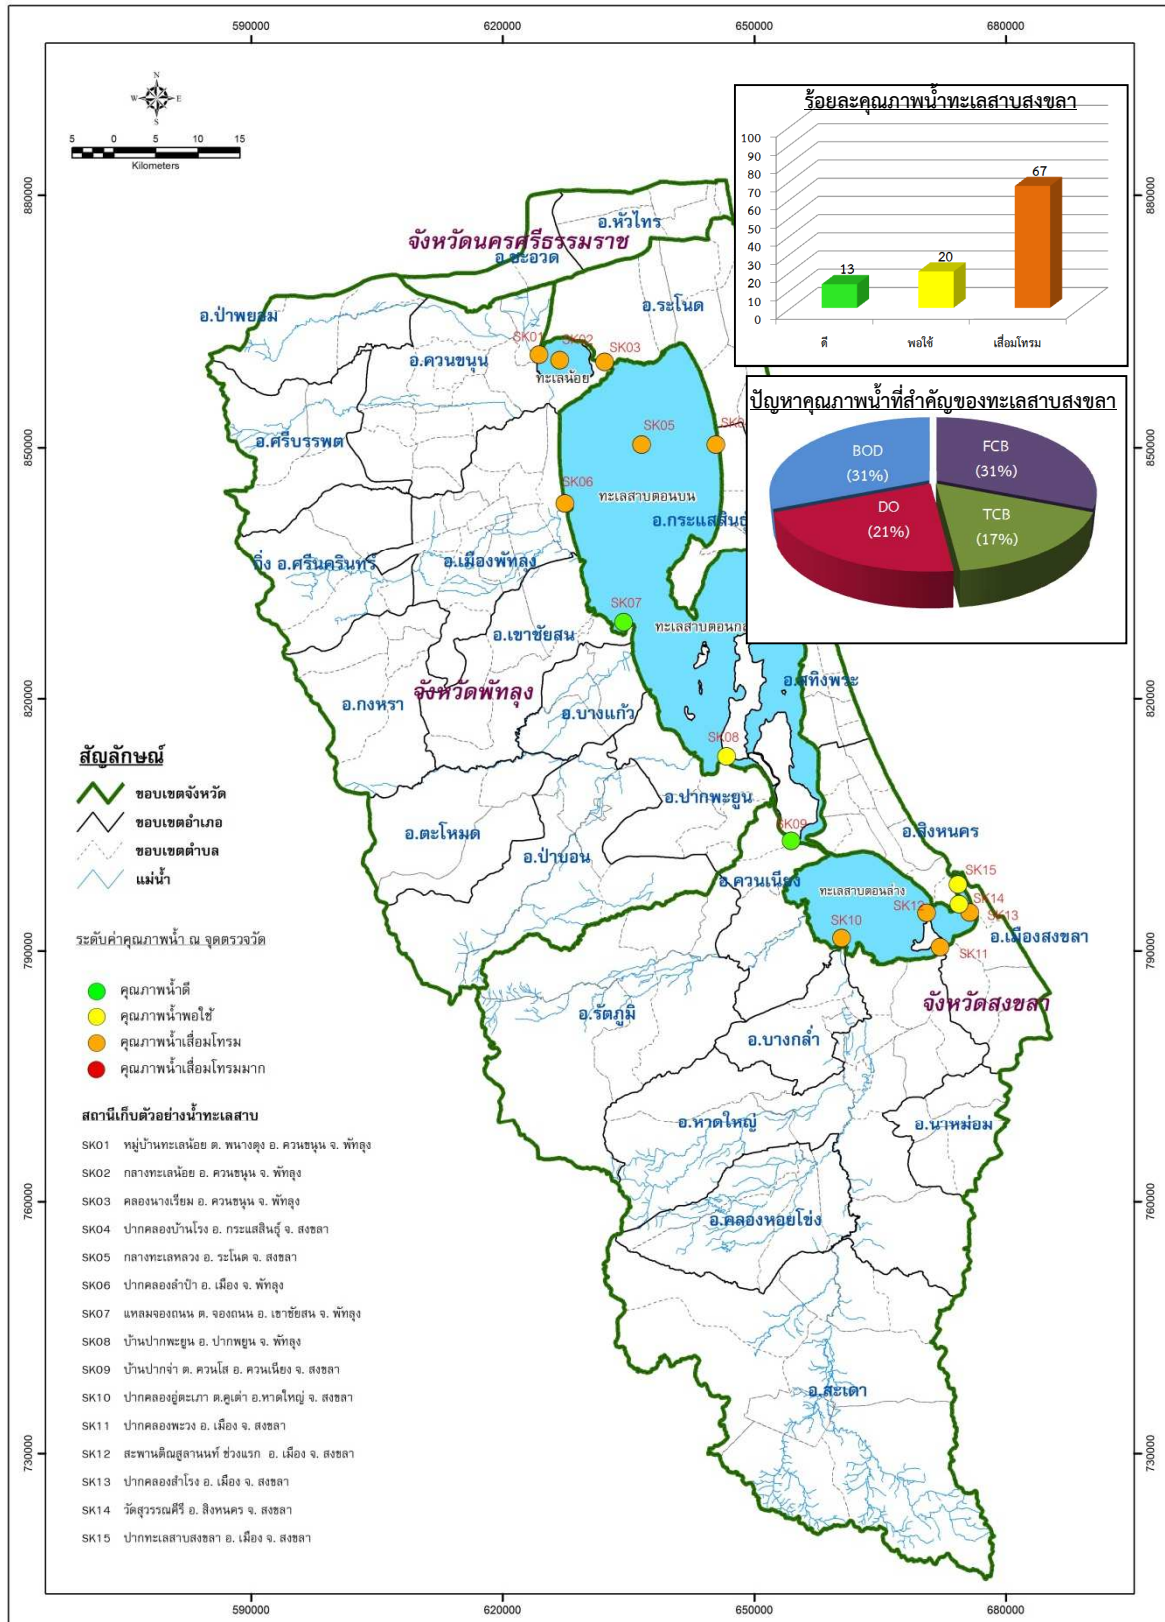 590000
620000
650000
680000
N
W
E
S
5 0 5 10 15
Kilometers
ร้อยละคุณภาพน้ำทะเลสาบสงขลา
100
90
80
70
60
50
40
30
20
10
0
13
20
67
ดี
พอใช้
เสื่อมโทรม
ปัญหาคุณภาพน้ำที่สำคัญของทะเลสาบสงขลา
BOD
(31%)
FCB
(31%)
DO
(21%)
TCB
(17%)
880000
850000
820000
790000
760000
730000
880000
850000
820000
790000
760000
730000
อ.หัวไทร
จังหวัดนครศรีธรรมราช
อ.ชะอวด
อ.ป่าพยอม
อ.ระโนด
SK01
SK02
SK03
อ.ควนขนุน
ทะเลน้อย
อ.ศรีบรรพต
SK05
SK06
ทะเลสาบตอนบน
อ.กระแสสินธุ์
กิ่ง อ.ศรีนครินทร์
อ.เมืองพัทลุง
SK07
อ.เขาชัยสน
จังหวัดพัทลุง
อ.กงหรา
อ.บางแก้ว
อ.สทิงพระ
SK08
อ.ปากพะยูน
อ.ตะโหมด
อ.ป่าบอน
SK09
อ.สิงหนคร
อ.ควนเนียง
ทะเลสาบตอนล่าง
SK15
SK14
SK12
SK13
SK10
SK11
อ.เมืองสงขลา
จังหวัดสงขลา
อ.รัตภูมิ
อ.บางกล่ำ
อ.หาดใหญ่
อ.นาหม่อม
อ.คลองหอยโข่ง
อ.สะเดา
สัญลักษณ์
ขอบเขตจังหวัด
ขอบเขตอำเภอ
ขอบเขตตำบล
แม่น้ำ
ระดับค่าคุณภาพน้ำ ณ จุดตรวจวัด
คุณภาพน้ำดี
คุณภาพน้ำพอใช้
คุณภาพน้ำเสื่อมโทรม
คุณภาพน้ำเสื่อมโทรมมาก
สถานีเก็บตัวอย่างน้ำทะเลสาบ
SK01 หมู่บ้านทะเลน้อย ต. พนางตุง อ. ควนขนุน จ. พัทลุง
SK02 กลางทะเลน้อย อ. ควนขนุน จ. พัทลุง
SK03 คลองนางเรียม อ. ควนขนุน จ. พัทลุง
SK04 ปากคลองบ้านโรง อ. กระแสสินธุ์ จ. สงขลา
SK05 กลางทะเลหลวง อ. ระโนด จ. สงขลา
SK06 ปากคลองลำป่า อ. เมือง จ. พัทลุง
SK07 แหลมจองถนน ต. จองถนน อ. เขาชัยสน จ. พัทลุง
SK08 บ้านปากพะยูน อ. ปากพยูน จ. พัทลุง
SK09 บ้านปากจ่า ต. ควนโส อ. ควนเนียง จ. สงขลา
SK10 ปากคลองอู่ตะเภา ต.คูเต่า อ.หาดใหญ่ จ. สงขลา
SK11 ปากคลองพะวง อ. เมือง จ. สงขลา
SK12 สะพานติณสูลานนท์ ช่วงแรก อ. เมือง จ. สงขลา
SK13 ปากคลองสำโรง อ. เมือง จ. สงขลา
SK14 วัดสุวรรณคีรี อ. สิงหนคร จ. สงขลา
SK15 ปากทะเลสาบสงขลา อ. เมือง จ. สงขลา
590000
620000
650000
680000